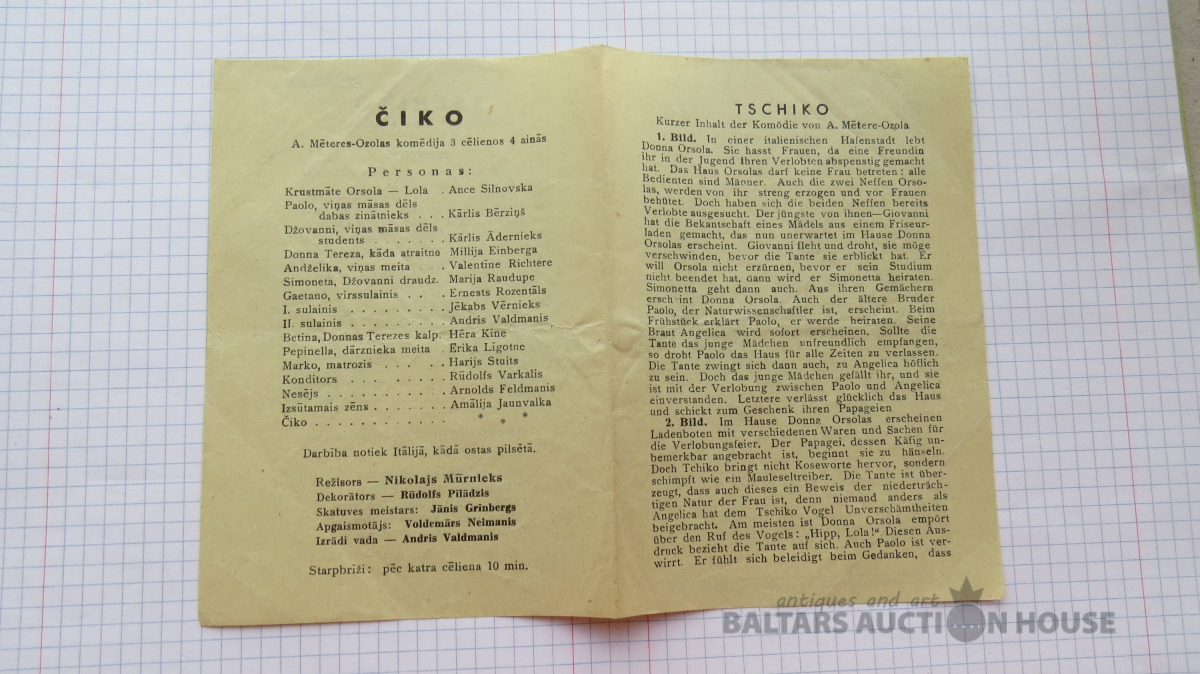 ČIKO
A. Mēteres-Ozolas komēdija 3 cēlienos 4 ainās
Personas:
Krustmāte Orsola — Lola . Ance Silnovska
Paolo, viņas māsas dēls
dabas zinātnieks . . . Kārlis Bērziņš
Džovanni, viņas māsas dēls
students . . . . . . . Kārlis Ādernieks
Donna Tereza, kāda atraitne Millija Einberga
Andželika, viņas meita . . Valentīne Richtere
Simoneta, Džovanni draudz. Marija Raudupe
Gaetano, virssulainis . . . . Ernests Rozentāls
I. sulainis . . . . . . . . . Jēkabs Vērnieks
II. sulainis . . . . . . . . . Andris Valdmanis
Betina, Donnas Terezes kalp. Hēra Kīne
Pepinella, dārznieka meita . Ērika Līgotne
Marko, matrozis . . . . . . Harijs Stuits
Konditors . . . . . . . . Rūdolfs Varkalis
Nesējs . . . . . . . . . . Arnolds Feldmanis
Izsūtamais zēns . . . . . . . Amālija Jaunvalka
Čiko . . . . . . . . . . . . * * *
Darbība notiek Itālijā, kādā ostas pilsētā.
Režisors — Nikolajs Mūrnieks
Dekorātors — Rūdolfs Pīlādzis
Skatuves meistars: Jānis Grīnbergs
Apgaismotājs: Voldemārs Neimanis
Izrādi vada — Andris Valdmanis
Starpbrīži: pēc katra cēliena 10 min.
TSCHIKO
Kurzer Inhalt der Komödie von A. Mētere-Ozola
1. Bild. In einer italienischen Hafenstadt lebt
Donna Orsola. Sie hasst Frauen, da eine Freundin
ihr in der Jugend Ihren Verlobten abspenstig gemacht
hat. Das Haus Orsolas darf keine Frau betreten: alle
Bedienten sind Männer. Auch die zwei Neffen Orso-
las, werden von ihr streng erzogen und vor Frauen
behütet. Doch haben sich die beiden Neffen bereits
Verlobte ausgesucht. Der jüngste von ihnen—Giovanni
hat die Bekantschaft eines Mädels aus einem Friseur-
laden gemacht, das nun unerwartet im Hause Donna
Orsolas erscheint. Giovanni fleht und droht, sie möge
verschwinden, bevor die Tante sie erblickt hat. Er
will Orsola nicht erzürnen, bevor er sein Studium
nicht beendet hat, dann wird er Simonetta heiraten.
Simonetta geht dann auch. Aus ihren Gemächern
ersch int Donna Orsola. Auch der ältere Bruder
Paolo, der Naturwissenschaftler ist, erscheint. Beim
Frühstück erklärt Paolo, er werde heiraten. Seine
Braut Angelica wird sofort erscheinen. Sollte die
Tante das junge Mädchen unfreundlich empfangen,
so droht Paolo das Haus für alle Zeiten zu verlassen.
Die Tante zwingt sich dann auch, zu Angelica höflich
zu sein. Doch das junge Mädchen gefällt ihr, und sie
ist mit der Verlobung zwischen Paolo und Angelica
einverstanden. Letztere verlässt glücklich das Haus
und schickt zum Geschenk ihren Papageien
2. Bild. Im Hause Donna Orsolas erscheinen
Ladenboten mit verschiedenen Waren und Sachen für
die Verlobungsfeier. Der Papagei, dessen Käfig un-
bemerkbar angebracht ist, beginnt sie zu hänseln.
Doch Tchiko bringt nicht Koseworte hervor, sondern
schimpft wie ein Mauleseltreiber. Die Tante ist über-
zeugt, dass auch dieses ein Beweis der niederträch-
tigen Natur der Frau ist, denn niemand anders als
Angelica hat dem Tschiko Vogel Unverschämtheiten
beigebracht. Am meisten ist Donna Orsola empört
über den Ruf des Vogels: „Hipp, Lola!“ Diesen Aus-
druck bezieht die Tante auf sich. Auch Paolo ist ver-
wirrt. Er fühlt sich beleidigt beim Gedanken, dass
antiques and art
BALTARS AUCTION HOUSE